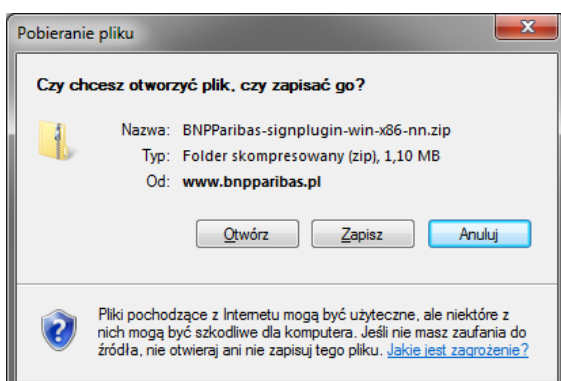 Pobieranie pliku
Czy chcesz otworzyć plik, czy zapisać go?
Nazwa: BNPParibas-signplugin-win-x86-nn.zip
Typ: Folder skompresowany (zip), 1,10 MB
Od: www.bnpparibas.pl
Otwórz Zapisz Anuluj
Pliki pochodzące z Internetu mogą być użyteczne, ale niektóre z
nich mogą być szkodliwe dla komputera. Jeśli nie masz zaufania do
źródła, nie otwieraj ani nie zapisuj tego pliku. Jakie jest zagrożenie?